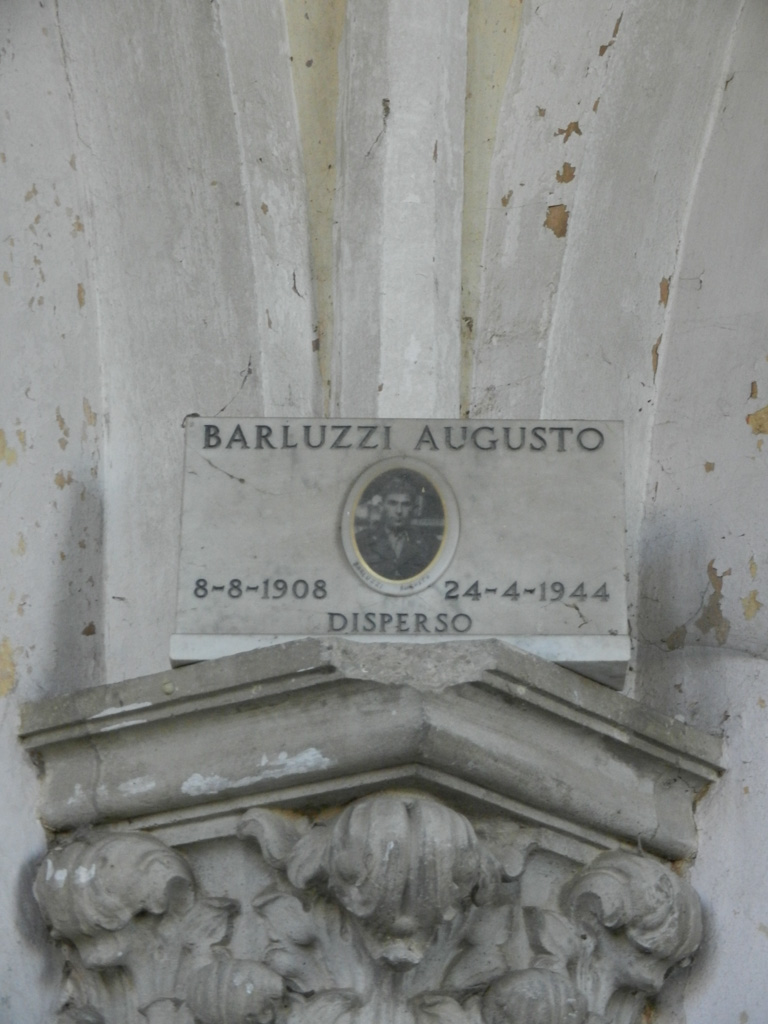 BARLUZZI AUGUSTO
8-8-1908
24-4-1944
DISPERSO